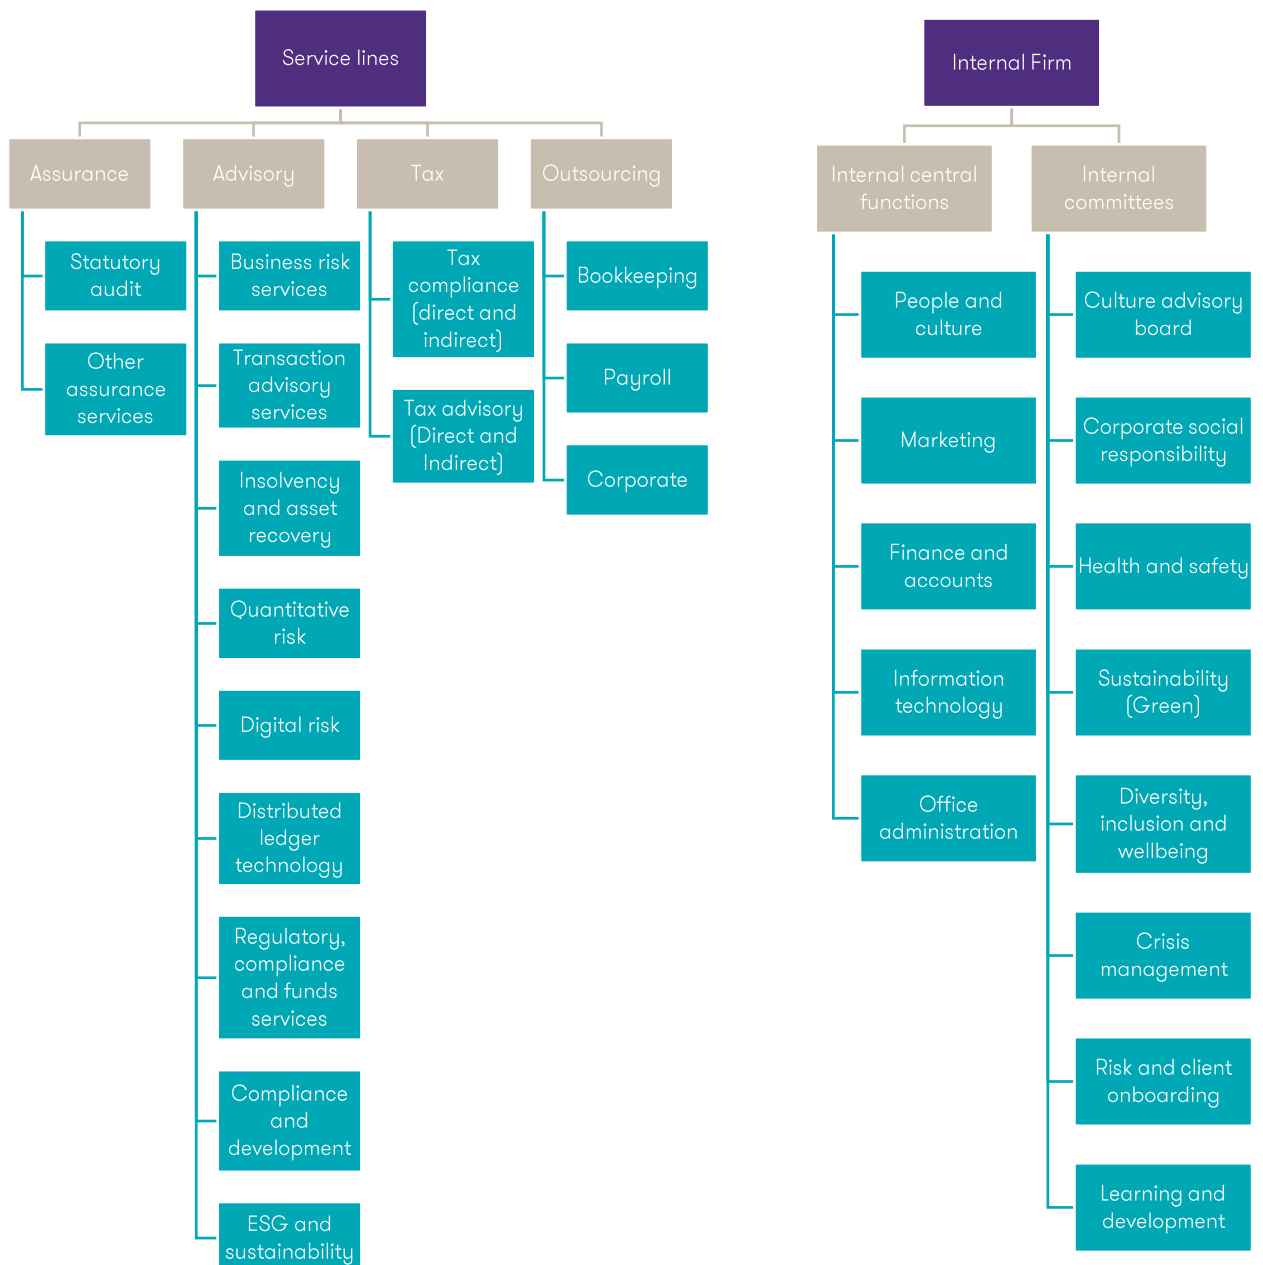 Service lines
Assurance
Statutory
audit
Other
assurance
services
Advisory
Business risk
services
Transaction
advisory
services
Insolvency
and asset
recovery
Quantitative
risk
Digital risk
Distributed
ledger
technology
Regulatory,
compliance
and funds
services
Compliance
and
development
ESG and
sustainability
Tax
Tax
compliance
(direct and
indirect)
Tax advisory
(Direct and
Indirect)
Outsourcing
Bookkeeping
Payroll
Corporate
Internal Firm
Internal central
functions
People and
culture
Marketing
Finance and
accounts
Information
technology
Office
administration
Internal
committees
Culture advisory
board
Corporate social
responsibility
Health and safety
Sustainability
(Green)
Diversity,
inclusion and
wellbeing
Crisis
management
Risk and client
onboarding
Learning and
development